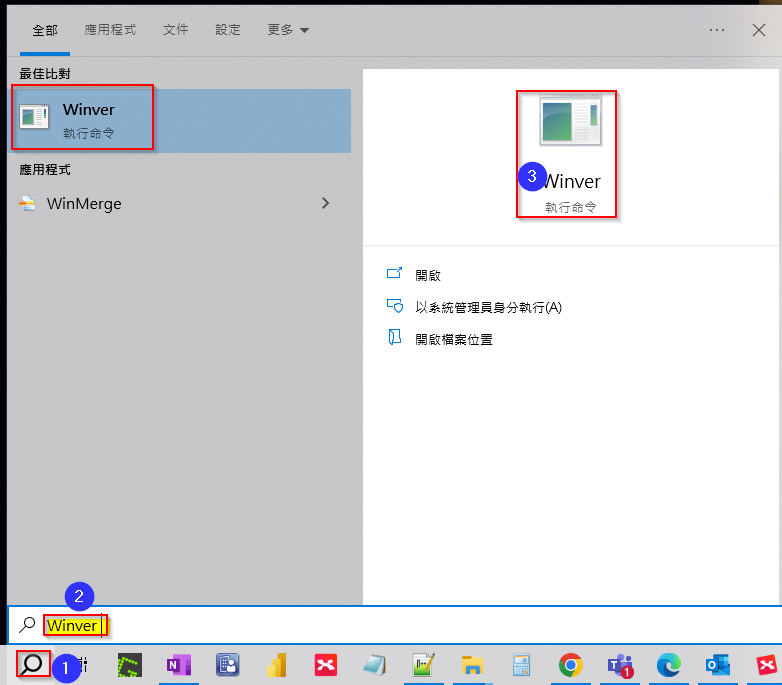 全部 應用程式 文件 設定 更多
最佳比對
Winver
執行命令
應用程式
WinMerge
3
Winver
執行命令
開啟
以系統管理員身分執行(A)
開啟檔案位置
2
Winver
1
1